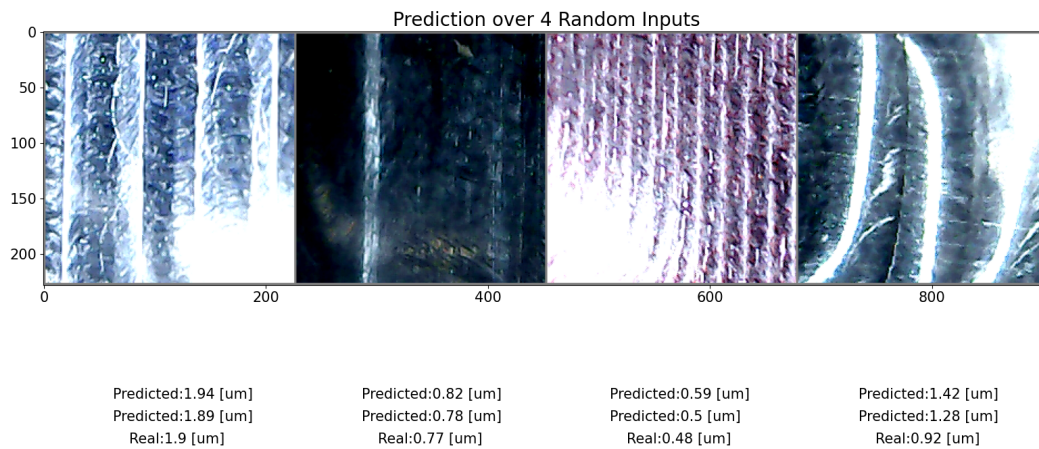 Prediction over 4 Random Inputs
0
50
100
150
200
0 200 400 600 800
Predicted:1.94 [um] Predicted:0.82 [um] Predicted:0.59 [um] Predicted:1.42 [um]
Predicted:1.89 [um] Predicted:0.78 [um] Predicted:0.5 [um] Predicted:1.28 [um]
Real:1.9 [um] Real:0.77 [um] Real:0.48 [um] Real:0.92 [um]